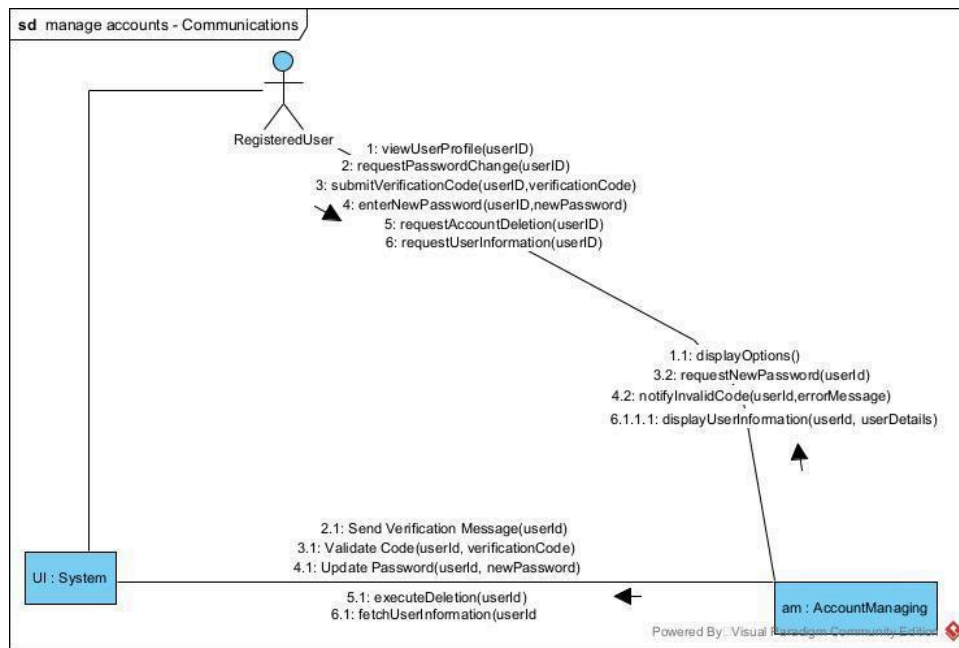 sd manage accounts - Communications
RegisteredUser
1: viewUserProfile(userID)
2: requestPasswordChange(userID)
3: submitVerificationCode(userID,verificationCode)
4: enterNewPassword(userID,newPassword)
5: requestAccountDeletion(userID)
6: requestUserInformation(userID)
1.1: displayOptions()
3.2: requestNewPassword(userId)
4.2: notifyInvalidCode(userId,errorMessage)
6.1.1.1: displayUserInformation(userId, userDetails)
2.1: Send Verification Message(userId)
3.1: Validate Code(userId, verificationCode)
4.1: Update Password(userId, newPassword)
UI : System
5.1: executeDeletion(userId)
6.1: fetchUserInformation(userId
am : AccountManaging
Powered By: Visual Paradigm Community Edition